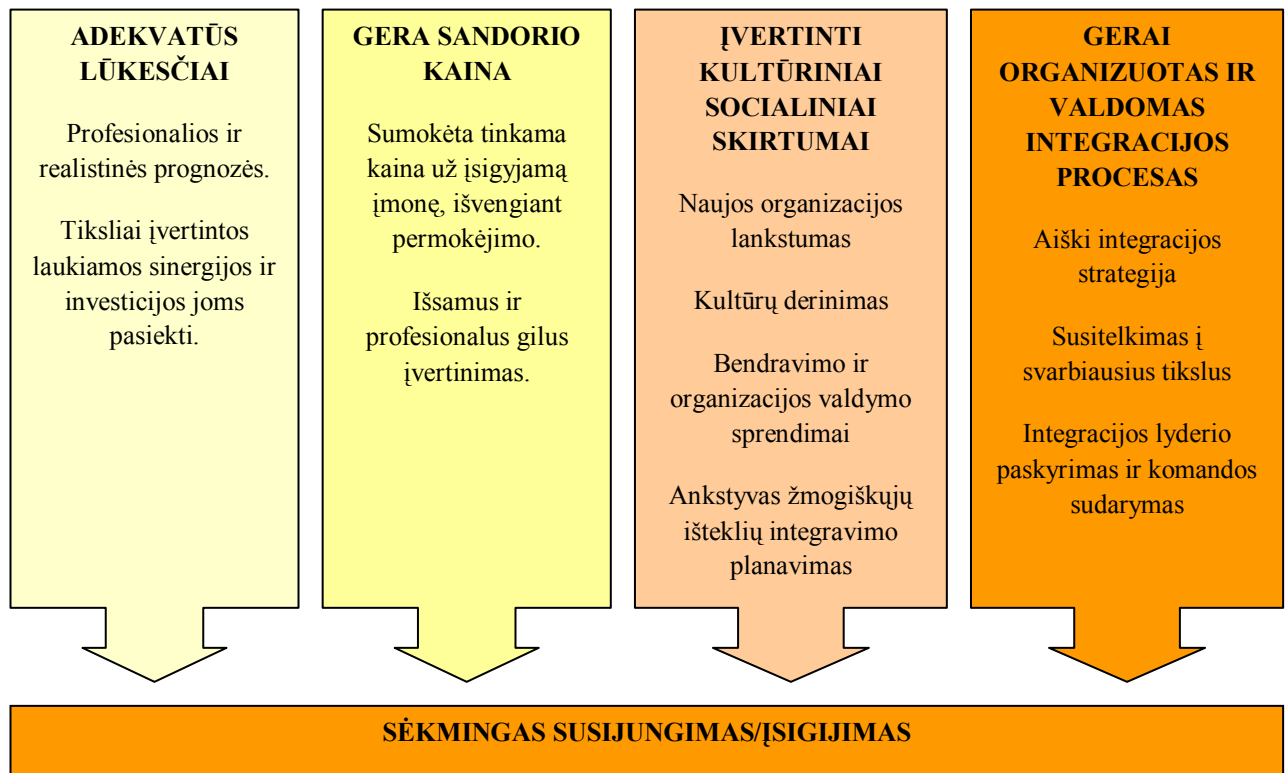 ADEKVATŪS
LŪKESČIAI
Profesionalios ir
realistinės prognozės.
Tiksliai įvertintos
laukiamos sinergijos ir
investicijos joms
pasiekti.
GERA SANDORIO
KAINA
Sumokėta tinkama
kaina už įsigyjamą
įmonę, išvengiant
permokėjimo.
Išsamus ir
profesionalus gilus
įvertinimas.
ĮVERTINTI
KULTŪRINIAI
SOCIALINIAI
SKIRTUMAI
Naujos organizacijos
lankstumas
Kultūrų derinimas
Bendravimo ir
organizacijos valdymo
sprendimai
Ankstyvas žmogiškųjų
išteklių integravimo
planavimas
GERAI
ORGANIZUOTAS IR
VALDOMAS
INTEGRACIJOS
PROCESAS
Aiški integracijos
strategija
Susitelkimas į
svarbiausius tikslus
Integracijos lyderio
paskyrimas ir komandos
sudarymas
SĖKMINGAS SUSIJUNGIMAS/ĮSIGIJIMAS